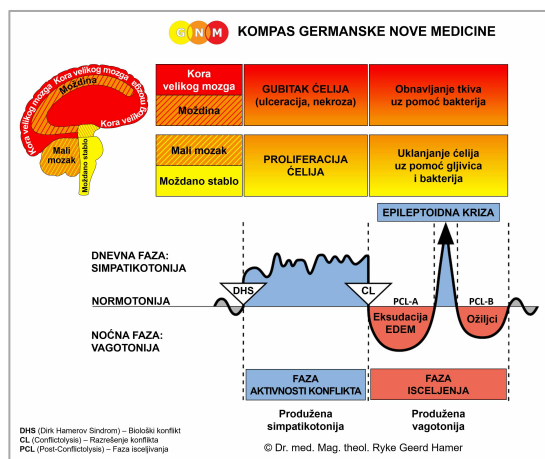 G N M
KOMPAS GERMANSKE NOVE MEDICINE
Kora velikog mozga
Kora velikog mozga
Kora velikog mozga
Moždina
Kora velikog
Mali
mozak
Moždano stablo
Kora
velikog mozga
Moždina
GUBITAK ĆELIJA
(ulceracija, nekroza)
Obnavljanje tkiva
uz pomoć bakterija
Mali mozak
Moždano stablo
PROLIFERACIJA
ĆELIJA
Uklanjanje ćelija
uz pomoć gljivica
i bakterija
EPILEPTOIDNA KRIZA
DNEVNA FAZA:
SIMPATIKOTONIJA
DHS
CL
PCL-A
PCL-B
NORMOTONIJA
Eksudacija
EDEM
Ožiljci
NOĆNA FAZA:
VAGOTONIJA
FAZA
AKTIVNOSTI KONFLIKTA
FAZA
ISCELJENJA
Produžena
simpatikotonija
Produžena
vagotonija
DHS (Dirk Hamerov Sindrom) – Biološki konflikt
CL (Conflictolysis) – Razrešenje konflikta
PCL (Post-Conflictolysis) – Faza isceljivanja
© Dr. med. Mag. theol. Ryke Geerd Hamer